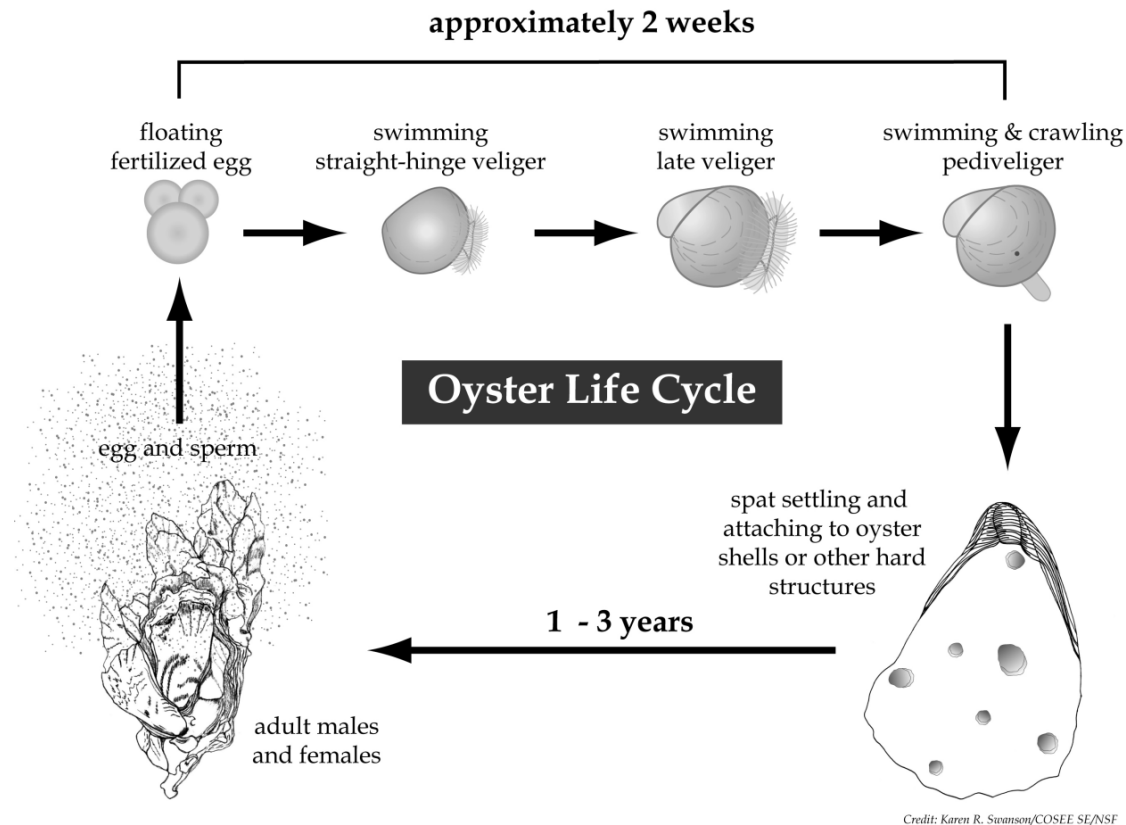 approximately 2 weeks
floating
fertilized egg
swimming
straight-hinge veliger
swimming
late veliger
swimming & crawling
pediveliger
Oyster Life Cycle
egg and sperm
spat settling and
attaching to oyster
shells or other hard
structures
1 - 3 years
adult males
and females
Credit: Karen R. Swanson/COSEE SE/NSF